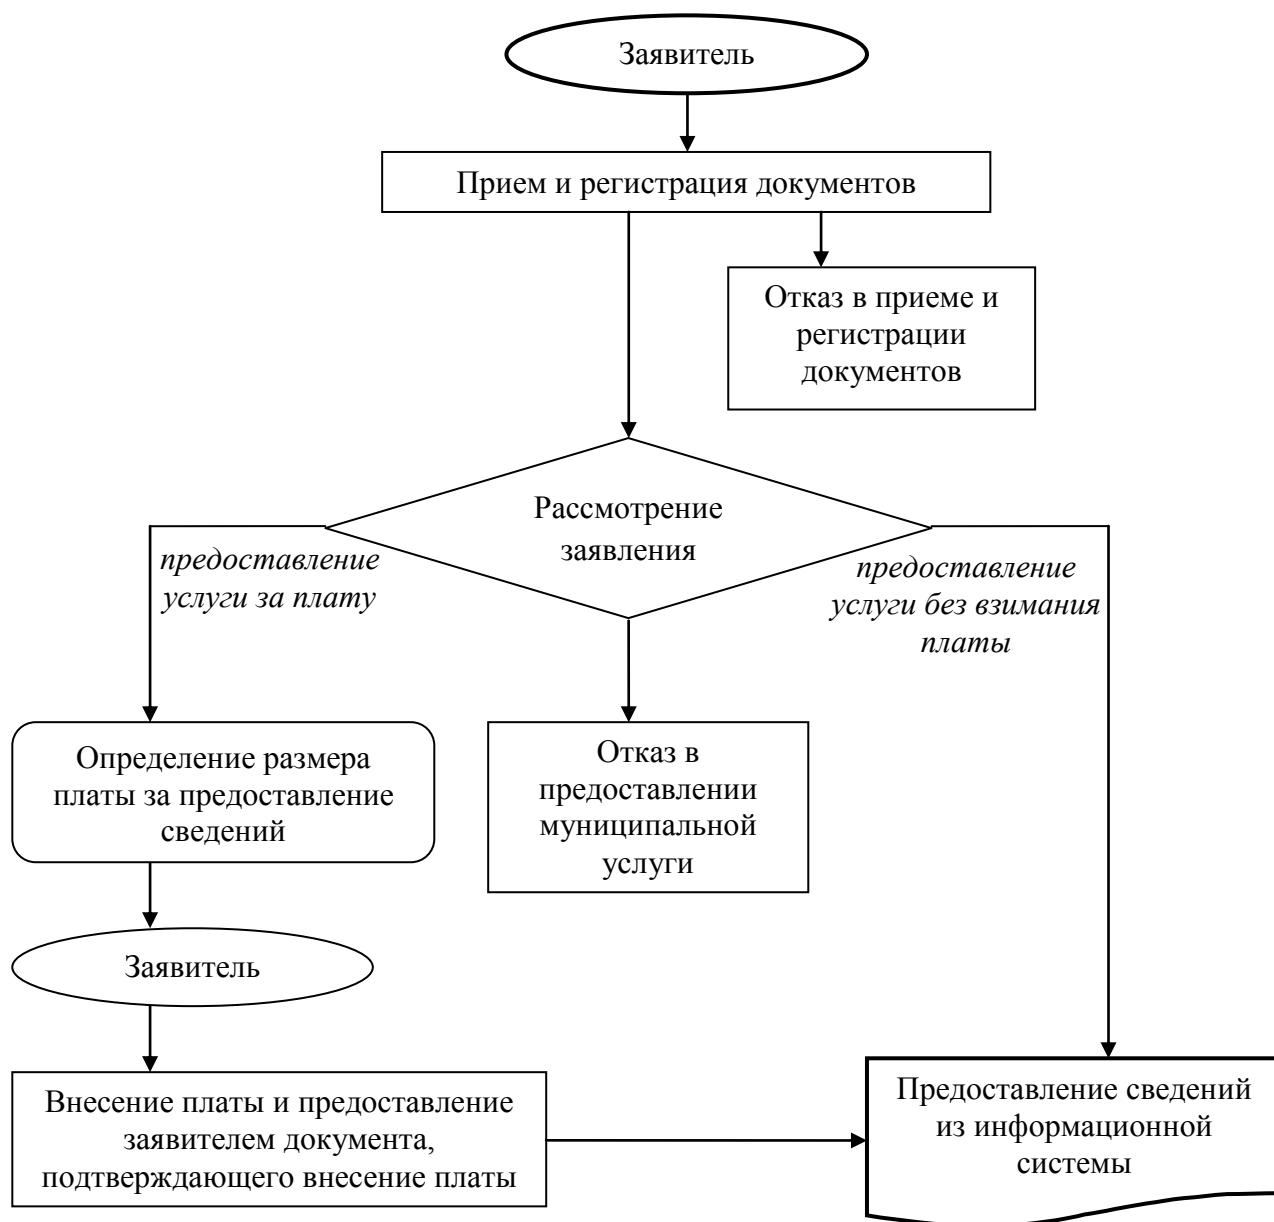 Заявитель
Прием и регистрация документов
Отказ в приеме и
регистрации
документов
Рассмотрение
заявления
предоставление
услуги за плату
предоставление
услуги без взимания
платы
Определение размера
платы за предоставление
сведений
Отказ в
предоставлении
муниципальной
услуги
Заявитель
Внесение платы и предоставление
заявителем документа,
подтверждающего внесение платы
Предоставление сведений
из информационной
системы